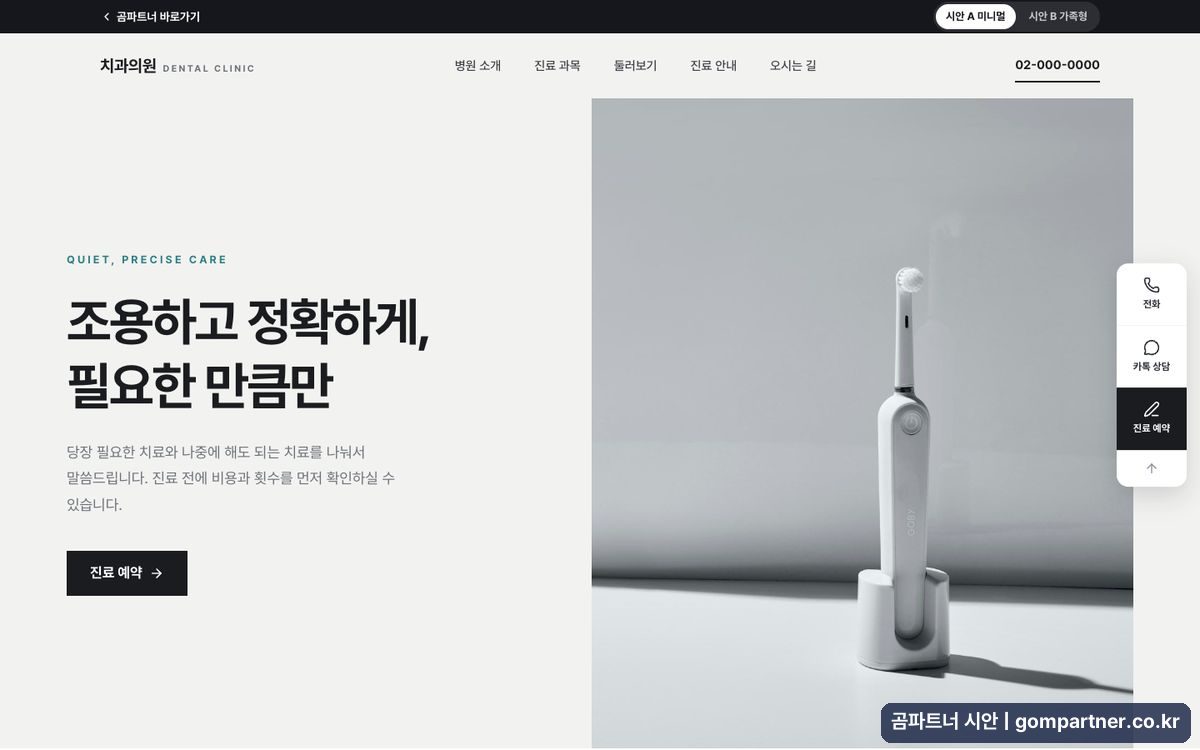 곰파트너 바로가기
시안 A 미니멀
시안 B 가족형
치과의원 DENTAL CLINIC
병원 소개
진료 과목
둘러보기
진료 안내
오시는 길
02-000-0000
QUIET, PRECISE CARE
조용하고 정확하게,
필요한 만큼만
당장 필요한 치료와 나중에 해도 되는 치료를 나눠서
말씀드립니다. 진료 전에 비용과 횟수를 먼저 확인하실 수
있습니다.
진료 예약
전화
카톡 상담
진료 예약
GOBY
곰파트너 시안 | gompartner.co.kr